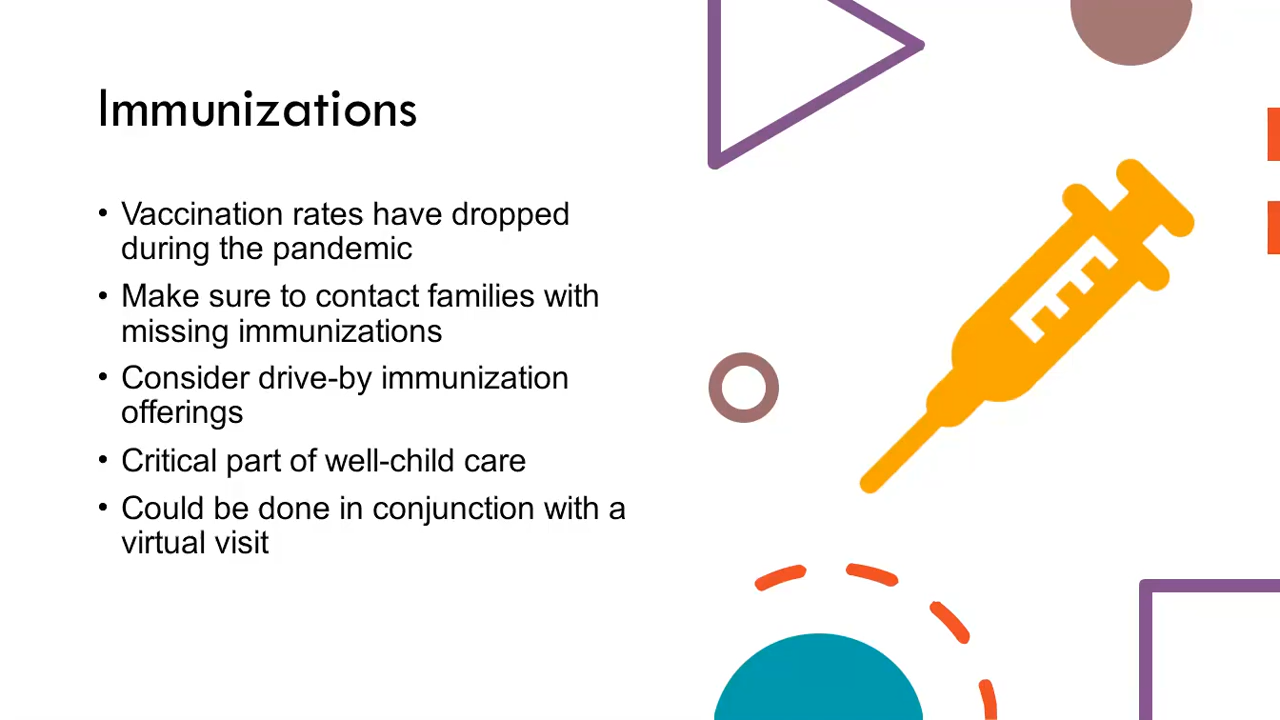 Immunizations
• Vaccination rates have dropped
during the pandemic
• Make sure to contact families with
missing immunizations
• Consider drive-by immunization
offerings
• Critical part of well-child care
• Could be done in conjunction with a
virtual visit